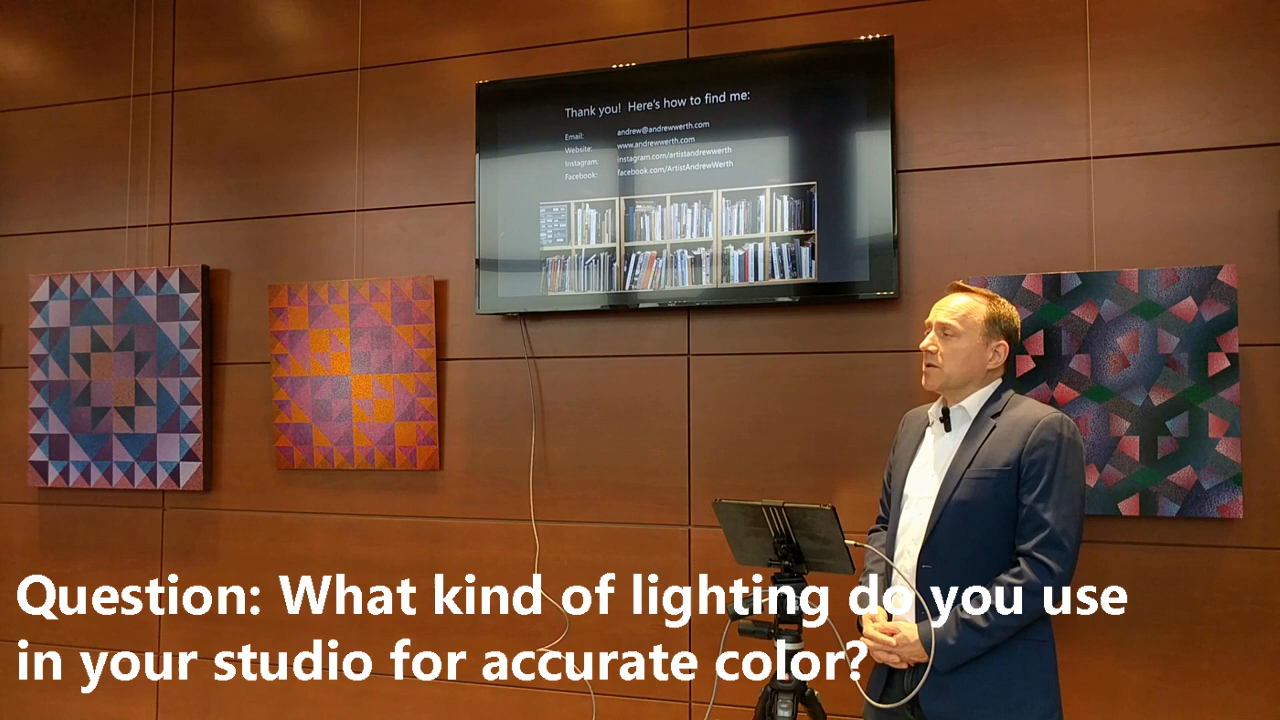 Thank you! Here's how to find me:
Email: andrew@andrewwerth.com
Website: www.andrewwerth.com
Instagram: instagram.com/artistandrewwerth
Facebook: facebook.com/ArtistAndrewWerth
Question: What kind of lighting do you use
in your studio for accurate color?